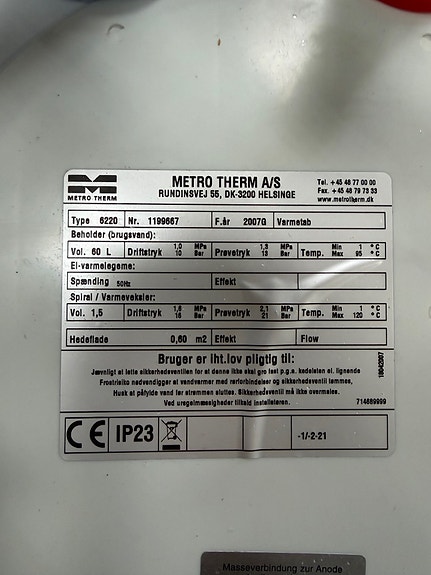 METRO THERM A/S
RUNDINSVEJ 55, DK-3200 HELSINGE
Tel. +45 48 77 00 00
Fax. +45 48 79 73 33
www.metrotherm.dk
METRO THERM
Type 6220 Nr. 1199667 F.år 2007G Varmetab
Beholder (brugsvand):
Vol. 60 L Driftstryk 1,0 MPa 10 Bar Prøvetryk 1,3 MPa 13 Bar Temp. Min 1 °C Max 95 °C
El-varmelegeme:
Spænding 50Hz Effekt
Spiral / Varmeveksler:
Vol. 1,5 Driftstryk 1,6 MPa 16 Bar Prøvetryk 2,1 MPa 21 Bar Temp. Min 1 °C Max 120 °C
Hedeflade 0,60 m2 Effekt Flow
Bruger er iht.lov pligtig til:
Jævnligt at lette sikkerhedsventilen for at denne ikke skal gro fast p.g.a. kedelsten ol. lignende
Frostrisiko nødvendiggør at vandvarmer med rørforbindelser og sikkerhedsventil tømmes,
Husk at påfylde vand før strømmen sluttes. Sikkerhedsventil må ikke overmales.
Ved uregelmæssigheder tilkald installatøren.
18042007
714689999
CE IP23 -1/-2-21
Masseverbindung zur Anode